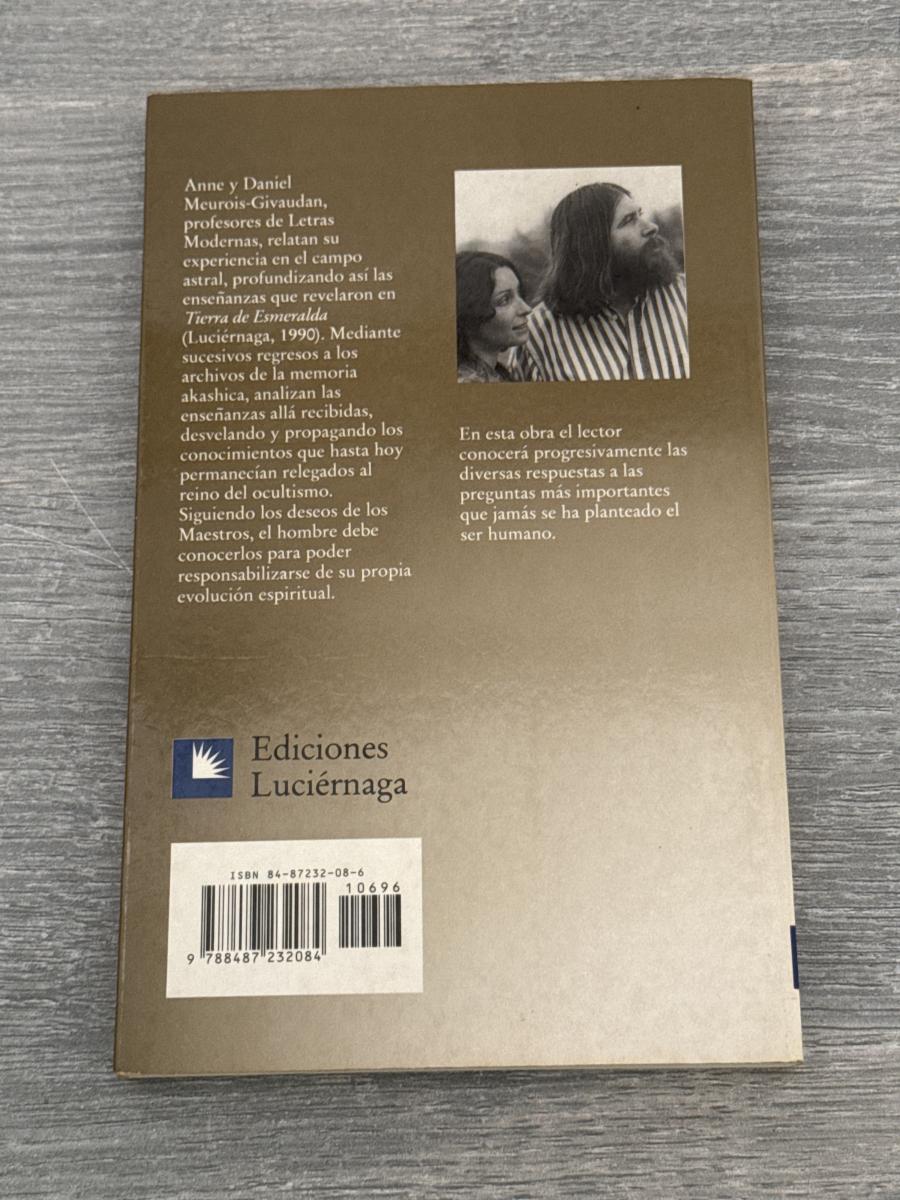 Anne y Daniel
Meurois-Givaudan,
profesores de Letras
Modernas, relatan su
experiencia en el campo
astral, profundizando así las
enseñanzas que revelaron en
Tierra de Esmeralda
(Luciérnaga, 1990). Mediante
sucesivos regresos a los
archivos de la memoria
akashica, analizan las
enseñanzas allá recibidas,
desvelando y propagando los
conocimientos que hasta hoy
permanecían relegados al
reino del ocultismo.
Siguiendo los deseos de los
Maestros, el hombre debe
conocerlos para poder
responsabilizarse de su propia
evolución espiritual.
En esta obra el lector
conocerá progresivamente las
diversas respuestas a las
preguntas más importantes
que jamás se ha planteado el
ser humano.
Ediciones
Luciérnaga
ISBN 84-87232-08-6
10696
9 788487 232084